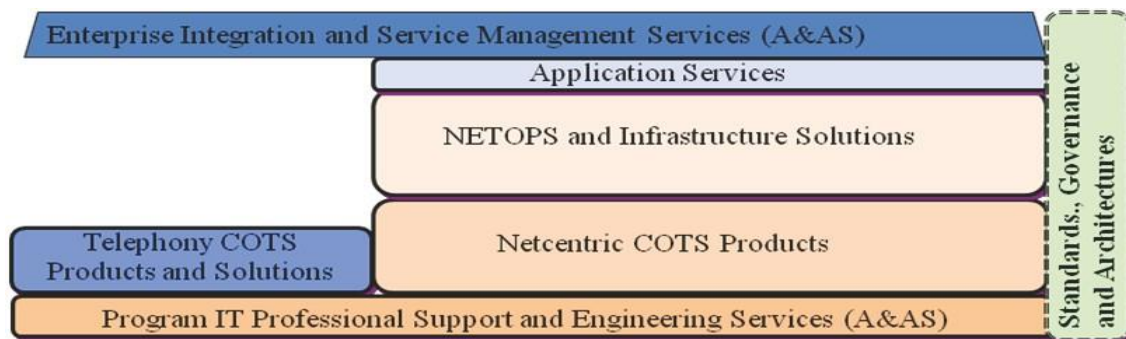 Enterprise Integration and Service Management Services (A&AS)
Application Services
NETOPS and Infrastructure Solutions
Telephony COTS
Products and Solutions
Netcentric COTS Products
Program IT Professional Support and Engineering Services (A&AS)
Standards., Governance
and Architectures